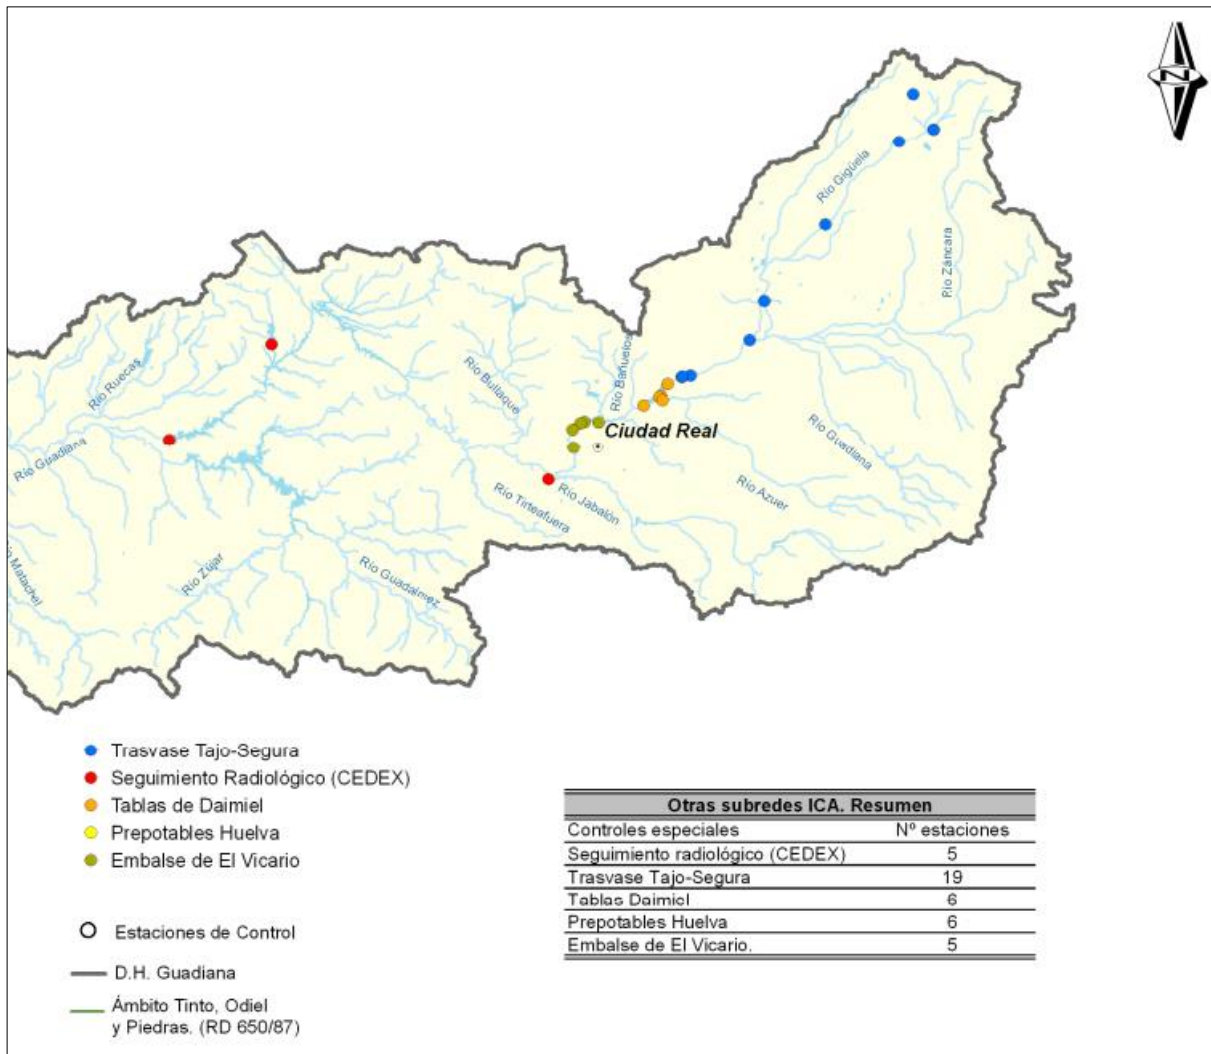 N
Río Gigüela
Río Záncara
Río Bañuelos
Río Bullaque
Río Ruecas
Río Guadiana
Ciudad Real
Río Guadiana
Río Azuer
Río Jabalón
Río Tirteafuera
Río Zújar
Río Guadalmez
Matachel
Trasvase Tajo-Segura
Seguimiento Radiológico (CEDEX)
Tablas de Daimiel
Prepotables Huelva
Embalse de El Vicario
Estaciones de Control
D.H. Guadiana
Ámbito Tinto, Odiel
y Piedras. (RD 650/87)
Otras subredes ICA. Resumen
Controles especiales Nº estaciones
Seguimiento radiológico (CEDEX) 5
Trasvase Tajo-Segura 19
Tablas Daimiel 6
Prepotables Huelva 6
Embalse de El Vicario. 5